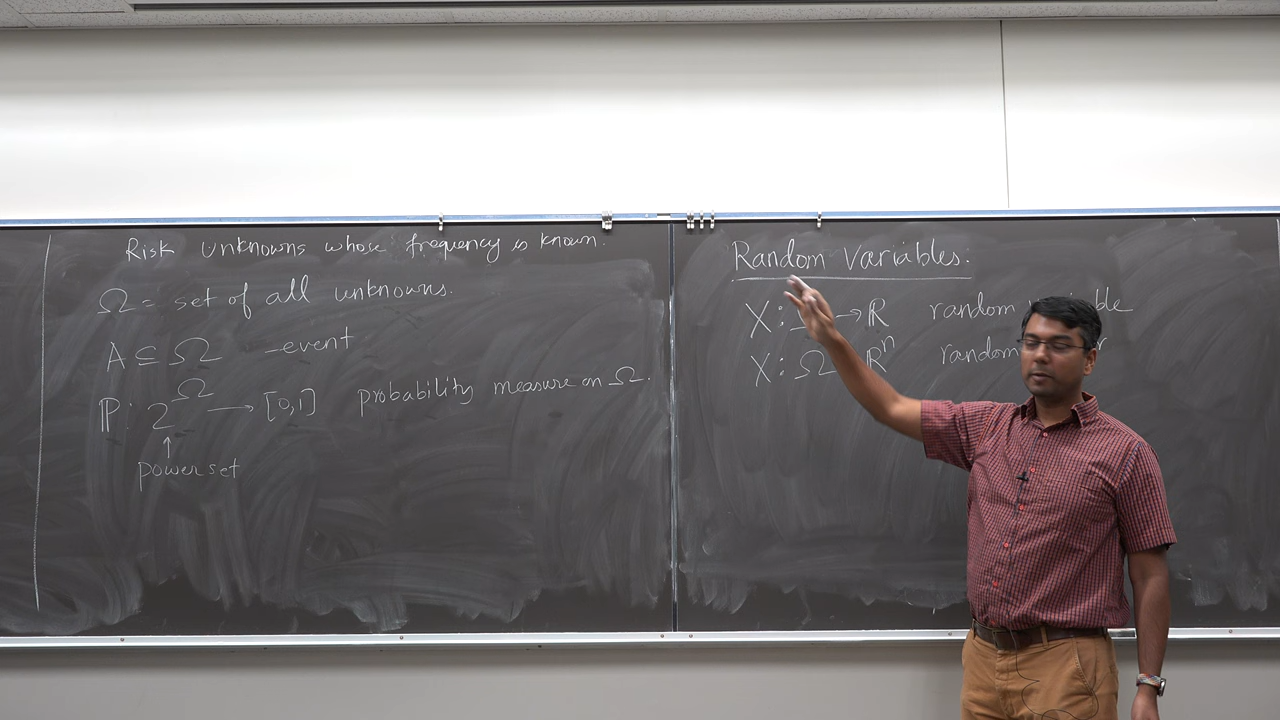 Risk unknowns whose frequency is known.
Ω = set of all unknowns.
A ⊆ Ω - event
ℙ: 2^Ω → [0,1] probability measure on Ω.
↑
power set
Random Variables:
X: → ℝ random variable
X: Ω ℝ^n random